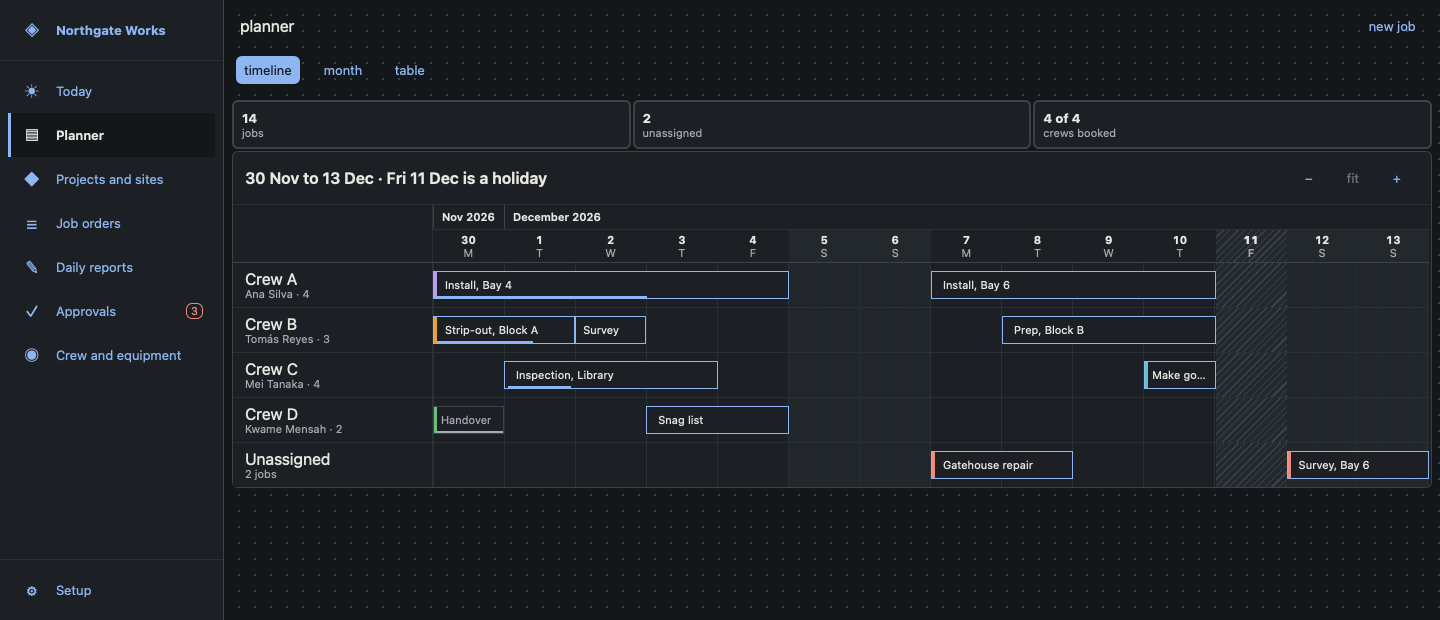 Northgate Works
Today
Planner
Projects and sites
Job orders
Daily reports
Approvals 3
Crew and equipment
Setup
planner
new job
timeline month table
14
jobs
2
unassigned
4 of 4
crews booked
30 Nov to 13 Dec · Fri 11 Dec is a holiday
− fit +
Nov 2026 December 2026
30 1 2 3 4 5 6 7 8 9 10 11 12 13
M T W T F S S M T W T F S S
Crew A
Ana Silva · 4
Install, Bay 4
Install, Bay 6
Crew B
Tomás Reyes · 3
Strip-out, Block A
Survey
Prep, Block B
Crew C
Mei Tanaka · 4
Inspection, Library
Make go…
Crew D
Kwame Mensah · 2
Handover
Snag list
Unassigned
2 jobs
Gatehouse repair
Survey, Bay 6